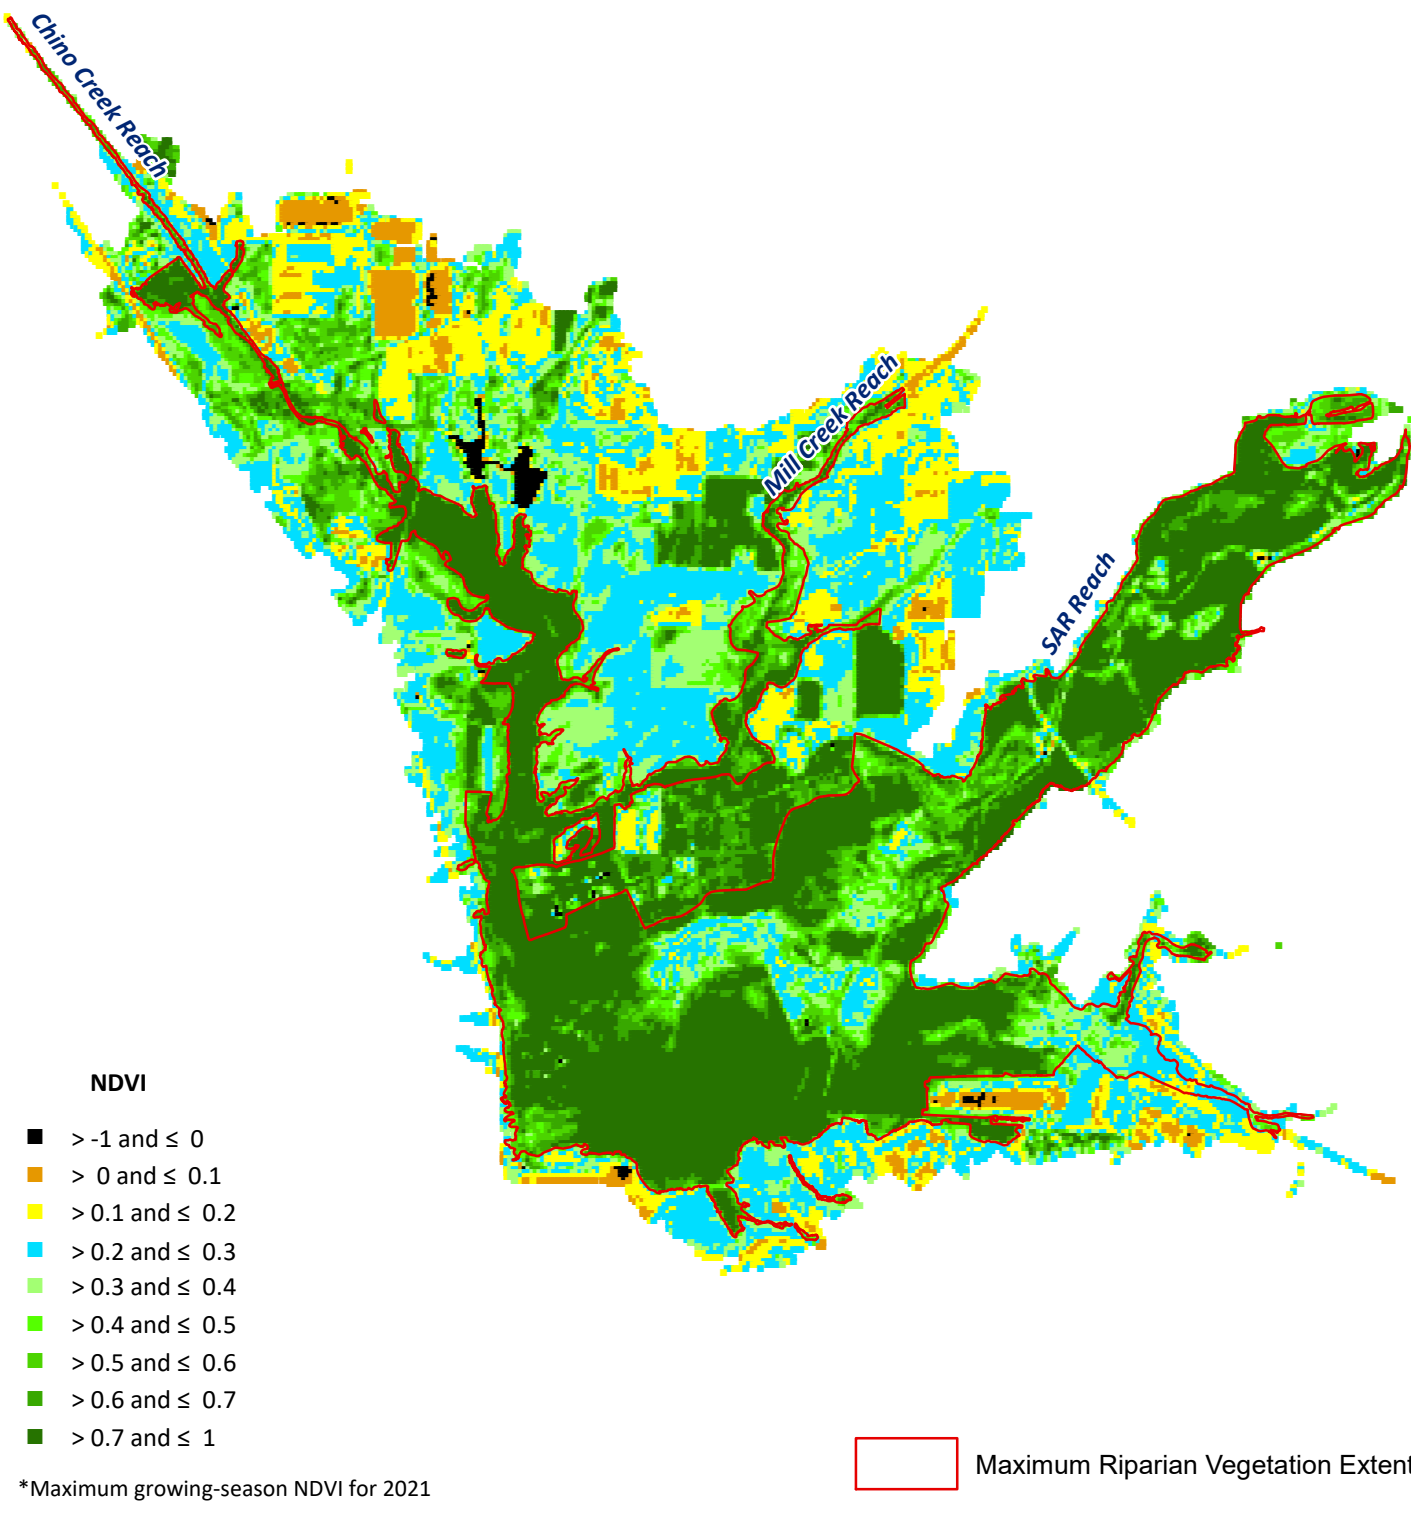 Chino Creek Reach
Mill Creek Reach
SAR Reach
NDVI
> -1 and ≤ 0
> 0 and ≤ 0.1
> 0.1 and ≤ 0.2
> 0.2 and ≤ 0.3
> 0.3 and ≤ 0.4
> 0.4 and ≤ 0.5
> 0.5 and ≤ 0.6
> 0.6 and ≤ 0.7
> 0.7 and ≤ 1
*Maximum growing-season NDVI for 2021
Maximum Riparian Vegetation Extent